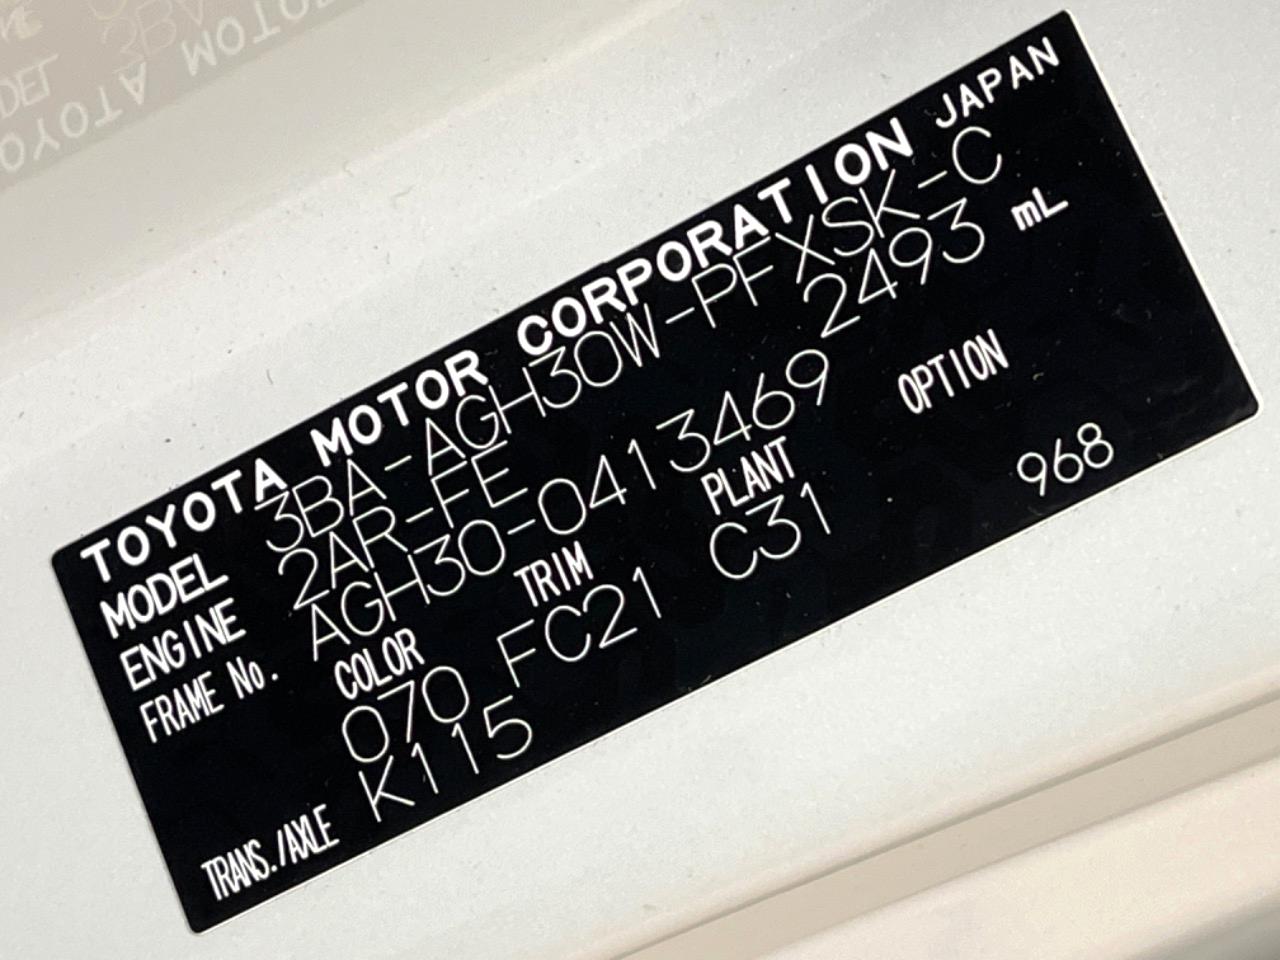 TOYOTA MOTOR CORPORATION JAPAN
MODEL 3BA-AGH30W-PFXSK-C
ENGINE 2AR-FE 2493 mL
FRAME No. AGH30-0413469
COLOR TRIM PLANT OPTION
070 FC21 C31 968
TRANS./AXLE K115